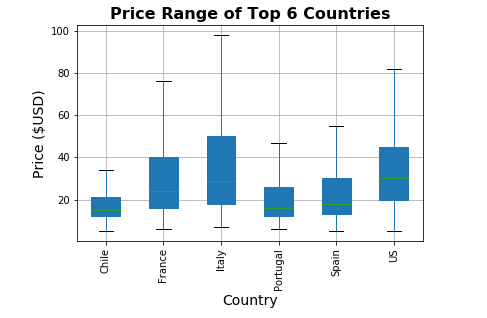 Price Range of Top 6 Countries
Price ($USD)
100
80
60
40
20
Chile
France
Italy
Portugal
Spain
US
Country